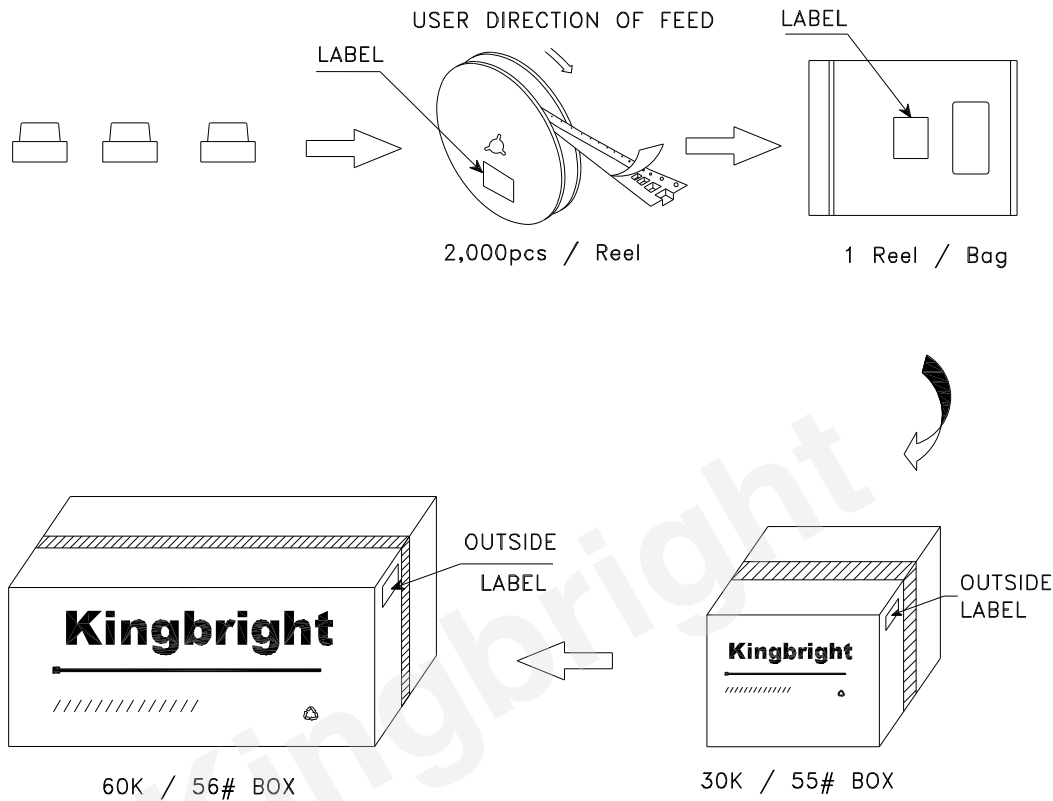 USER DIRECTION OF FEED
LABEL
LABEL
2,000pcs / Reel
1 Reel / Bag
OUTSIDE
LABEL
Kingbright
60K / 56# BOX
OUTSIDE
LABEL
Kingbright
30K / 55# BOX
Kingbright